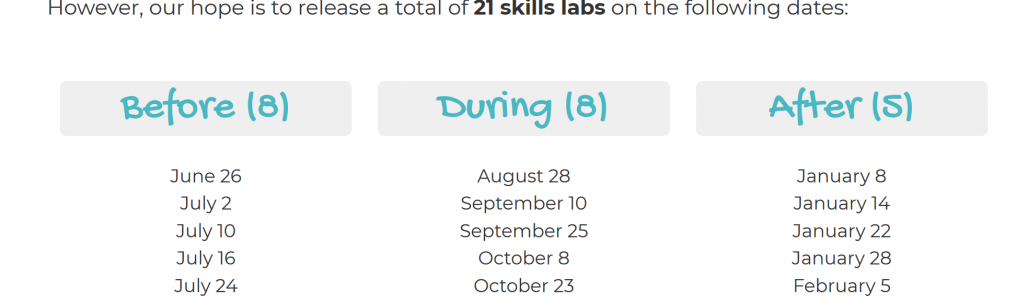 However, our hope is to release a total of 21 skills labs on the following dates:
Before (8)
June 26
July 2
July 10
July 16
July 24
During (8)
August 28
September 10
September 25
October 8
October 23
After (5)
January 8
January 14
January 22
January 28
February 5